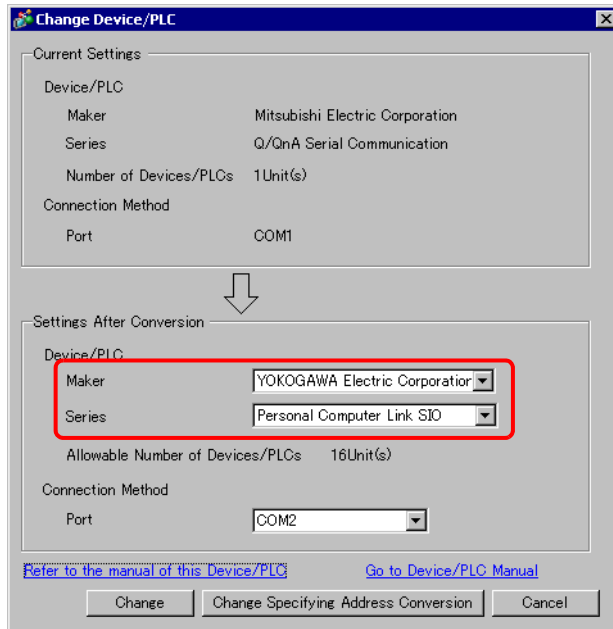 Change Device/PLC
Current Settings
Device/PLC
Maker Mitsubishi Electric Corporation
Series Q/QnA Serial Communication
Number of Devices/PLCs 1Unit(s)
Connection Method
Port COM1
Settings After Conversion
Device/PLC
Maker YOKOGAWA Electric Corporation
Series Personal Computer Link SIO
Allowable Number of Devices/PLCs 16Unit(s)
Connection Method
Port COM2
Refer to the manual of this Device/PLC Go to Device/PLC Manual
Change Change Specifying Address Conversion Cancel